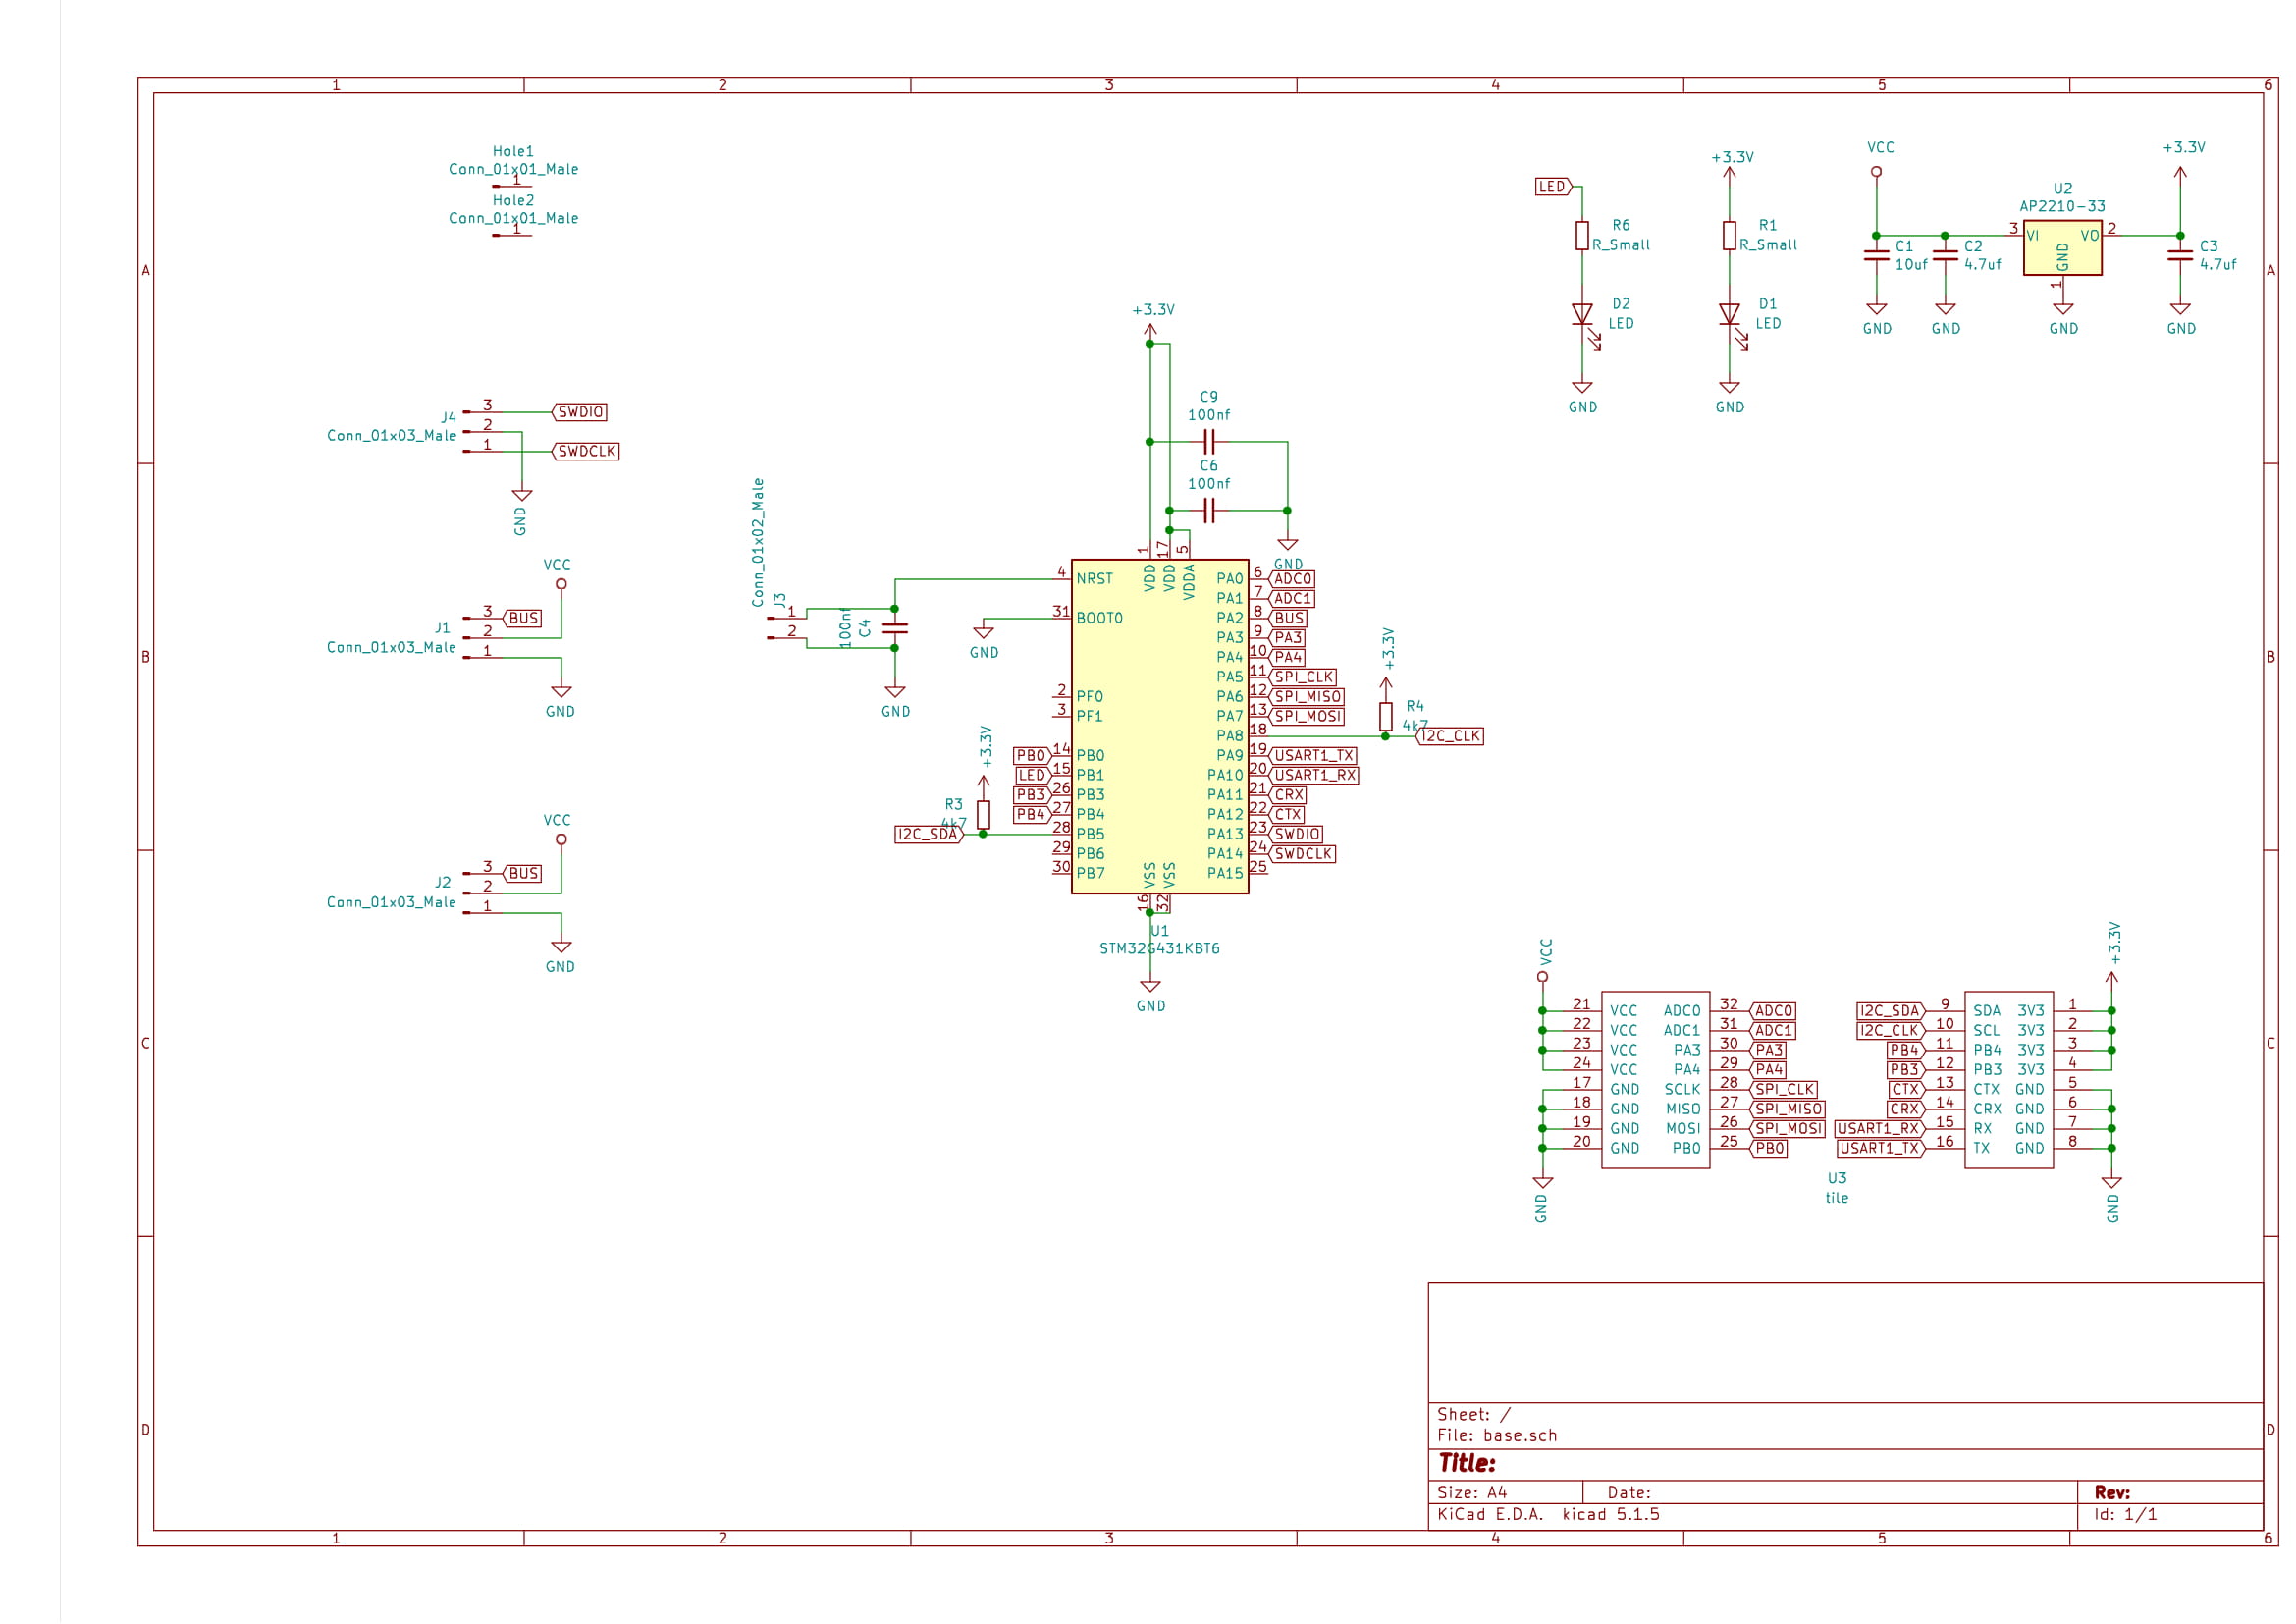 1 2 3 4 5 6
A A
B B
C C
D D
1 2 3 4 5 6
Hole1
Conn_01x01_Male
1
Hole2
Conn_01x01_Male
1
J4
Conn_01x03_Male
3 SWDIO
2
1 SWDCLK
GND
VCC
J1
Conn_01x03_Male
3 BUS
2
1
GND
VCC
J2
Conn_01x03_Male
3 BUS
2
1
GND
Conn_01x02_Male
J3
1
2
100nf
C4
GND
GND
+3.3V
C9
100nf
C6
100nf
GND
1 17 5
VDD VDD VDDA
4 NRST
31 BOOT0
2 PF0
3 PF1
PB0 14 PB0
LED 15 PB1
PB3 26 PB3
PB4 27 PB4
I2C_SDA 28 PB5
29 PB6
30 PB7
+3.3V
R3
4k7
PA0 6 ADC0
PA1 7 ADC1
PA2 8 BUS
PA3 9 PA3
PA4 10 PA4
PA5 11 SPI_CLK
PA6 12 SPI_MISO
PA7 13 SPI_MOSI
PA8 18 I2C_CLK
PA9 19 USART1_TX
PA10 20 USART1_RX
PA11 21 CRX
PA12 22 CTX
PA13 23 SWDIO
PA14 24 SWDCLK
PA15 25
+3.3V
R4
4k7
VSS VSS
16 32
U1
STM32G431KBT6
GND
LED
R6
R_Small
D2
LED
GND
+3.3V
R1
R_Small
D1
LED
GND
VCC
C1
10uf
GND
C2
4.7uf
GND
U2
AP2210-33
3 VI VO 2
GND
1
GND
+3.3V
C3
4.7uf
GND
VCC
21 VCC ADC0 32 ADC0
22 VCC ADC1 31 ADC1
23 VCC PA3 30 PA3
24 VCC PA4 29 PA4
17 GND SCLK 28 SPI_CLK
18 GND MISO 27 SPI_MISO
19 GND MOSI 26 SPI_MOSI
20 GND PB0 25 PB0
GND
+3.3V
I2C_SDA 9 SDA 3V3 1
I2C_CLK 10 SCL 3V3 2
PB4 11 PB4 3V3 3
PB3 12 PB3 3V3 4
CTX 13 CTX GND 5
CRX 14 CRX GND 6
USART1_RX 15 RX GND 7
USART1_TX 16 TX GND 8
GND
U3
tile
Sheet: /
File: base.sch
Title:
Size: A4 Date: Rev:
KiCad E.D.A. kicad 5.1.5 Id: 1/1